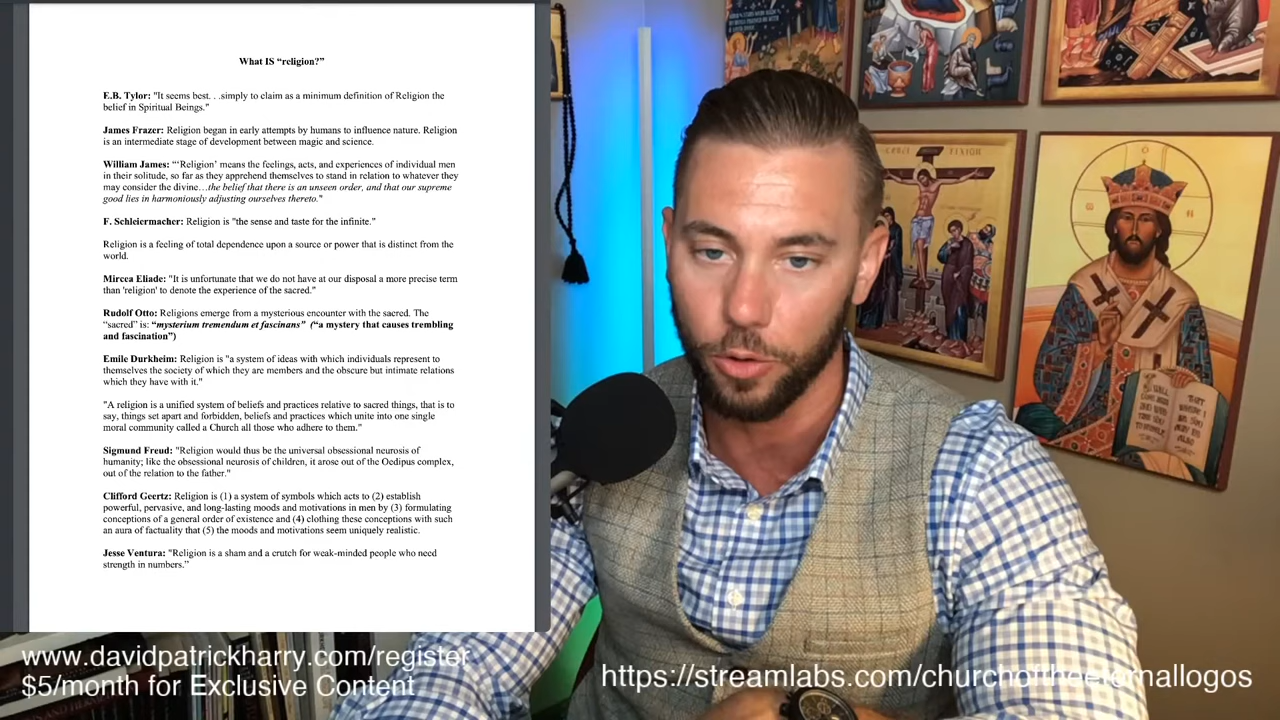 What IS “religion?”
E.B. Tylor: "It seems best. . .simply to claim as a minimum definition of Religion the
belief in Spiritual Beings."
James Frazer: Religion began in early attempts by humans to influence nature. Religion
is an intermediate stage of development between magic and science.
William James: “‘Religion’ means the feelings, acts, and experiences of individual men
in their solitude, so far as they apprehend themselves to stand in relation to whatever they
may consider the divine…the belief that there is an unseen order, and that our supreme
good lies in harmoniously adjusting ourselves thereto."
F. Schleiermacher: Religion is "the sense and taste for the infinite."
Religion is a feeling of total dependence upon a source or power that is distinct from the
world.
Mircea Eliade: "It is unfortunate that we do not have at our disposal a more precise term
than 'religion' to denote the experience of the sacred."
Rudolf Otto: Religions emerge from a mysterious encounter with the sacred. The
“sacred” is: “mysterium tremendum et fascinans” (“a mystery that causes trembling
and fascination”)
Emile Durkheim: Religion is "a system of ideas with which individuals represent to
themselves the society of which they are members and the obscure but intimate relations
which they have with it."
"A religion is a unified system of beliefs and practices relative to sacred things, that is to
say, things set apart and forbidden, beliefs and practices which unite into one single
moral community called a Church all those who adhere to them."
Sigmund Freud: "Religion would thus be the universal obsessional neurosis of
humanity; like the obsessional neurosis of children, it arose out of the Oedipus complex,
out of the relation to the father."
Clifford Geertz: Religion is (1) a system of symbols which acts to (2) establish
powerful, pervasive, and long-lasting moods and motivations in men by (3) formulating
conceptions of a general order of existence and (4) clothing these conceptions with such
an aura of factuality that (5) the moods and motivations seem uniquely realistic.
Jesse Ventura: "Religion is a sham and a crutch for weak-minded people who need
strength in numbers.”
www.davidpatrickharry.com/register
$5/month for Exclusive Content
https://streamlabs.com/churchoftheeternallogos